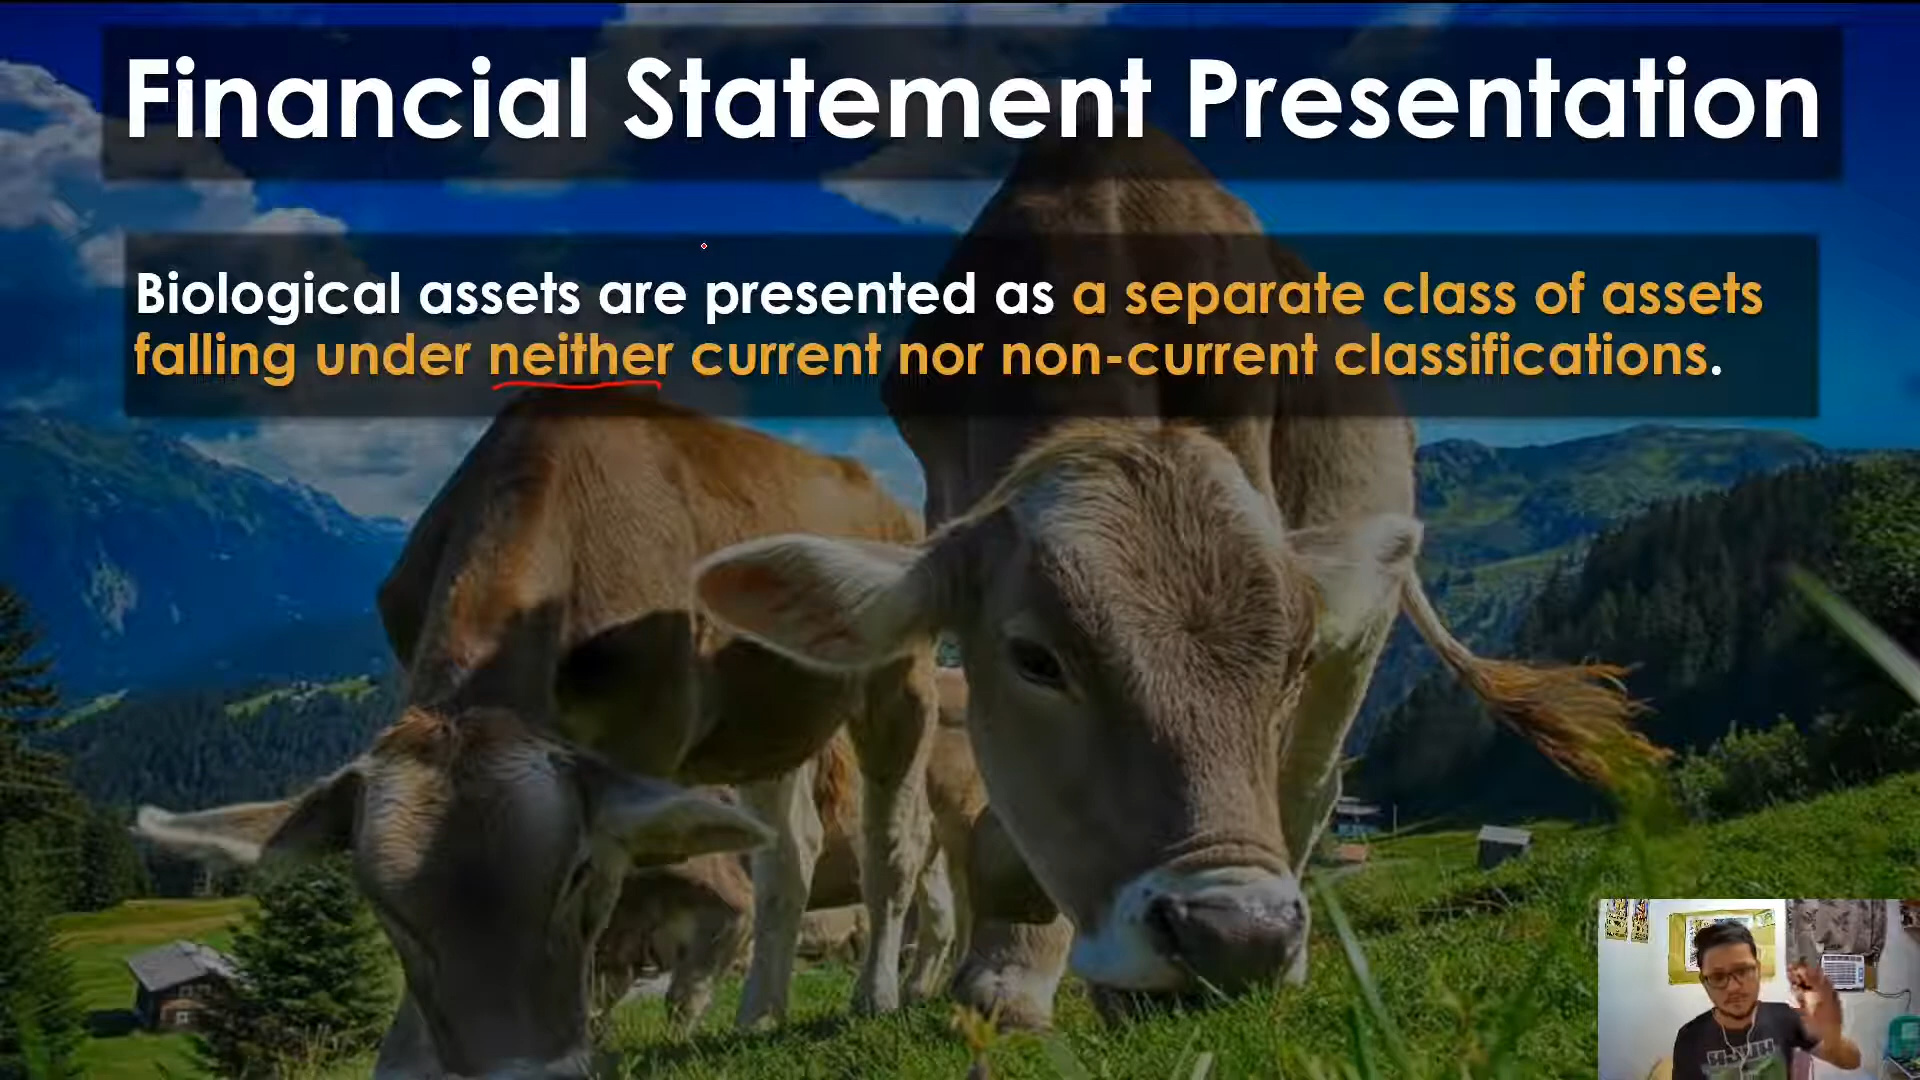 Financial Statement Presentation
Biological assets are presented as a separate class of assets
falling under neither current nor non-current classifications.